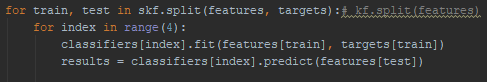 for train, test in skf.split(features, targets):# kf.split(features)
    for index in range(4):
        classifiers[index].fit(features[train], targets[train])
        results = classifiers[index].predict(features[test])